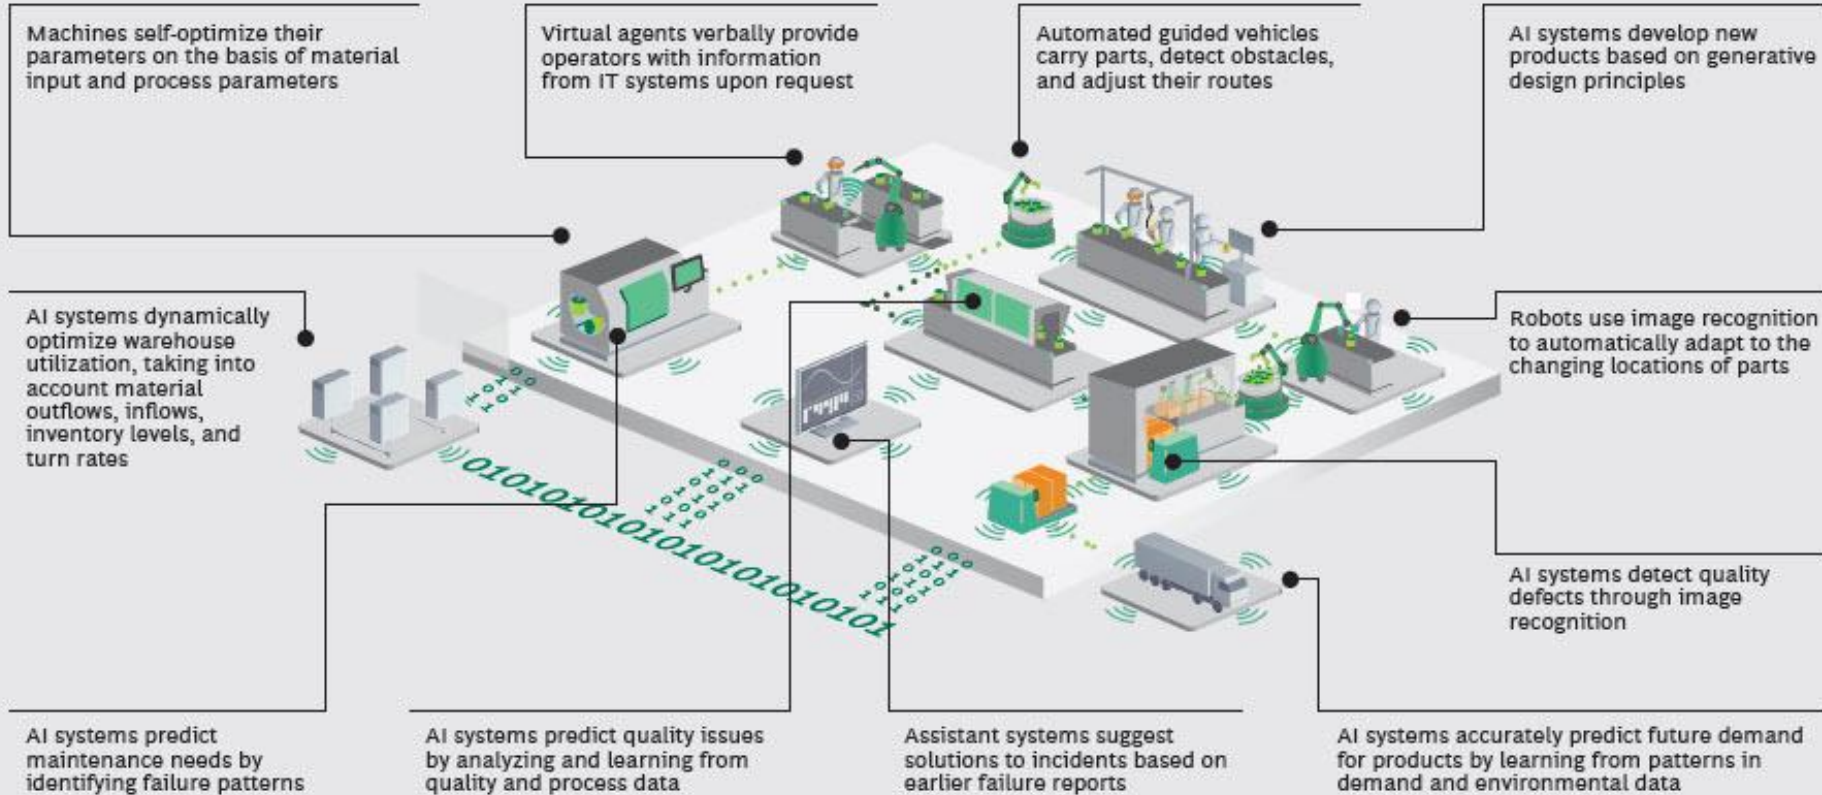 Machines self-optimize their
parameters on the basis of material
input and process parameters
Virtual agents verbally provide
operators with information
from IT systems upon request
Automated guided vehicles
carry parts, detect obstacles,
and adjust their routes
AI systems develop new
products based on generative
design principles
AI systems dynamically
optimize warehouse
utilization, taking into
account material
outflows, inflows,
inventory levels, and
turn rates
Robots use image recognition
to automatically adapt to the
changing locations of parts
AI systems detect quality
defects through image
recognition
AI systems predict
maintenance needs by
identifying failure patterns
AI systems predict quality issues
by analyzing and learning from
quality and process data
Assistant systems suggest
solutions to incidents based on
earlier failure reports
AI systems accurately predict future demand
for products by learning from patterns in
demand and environmental data